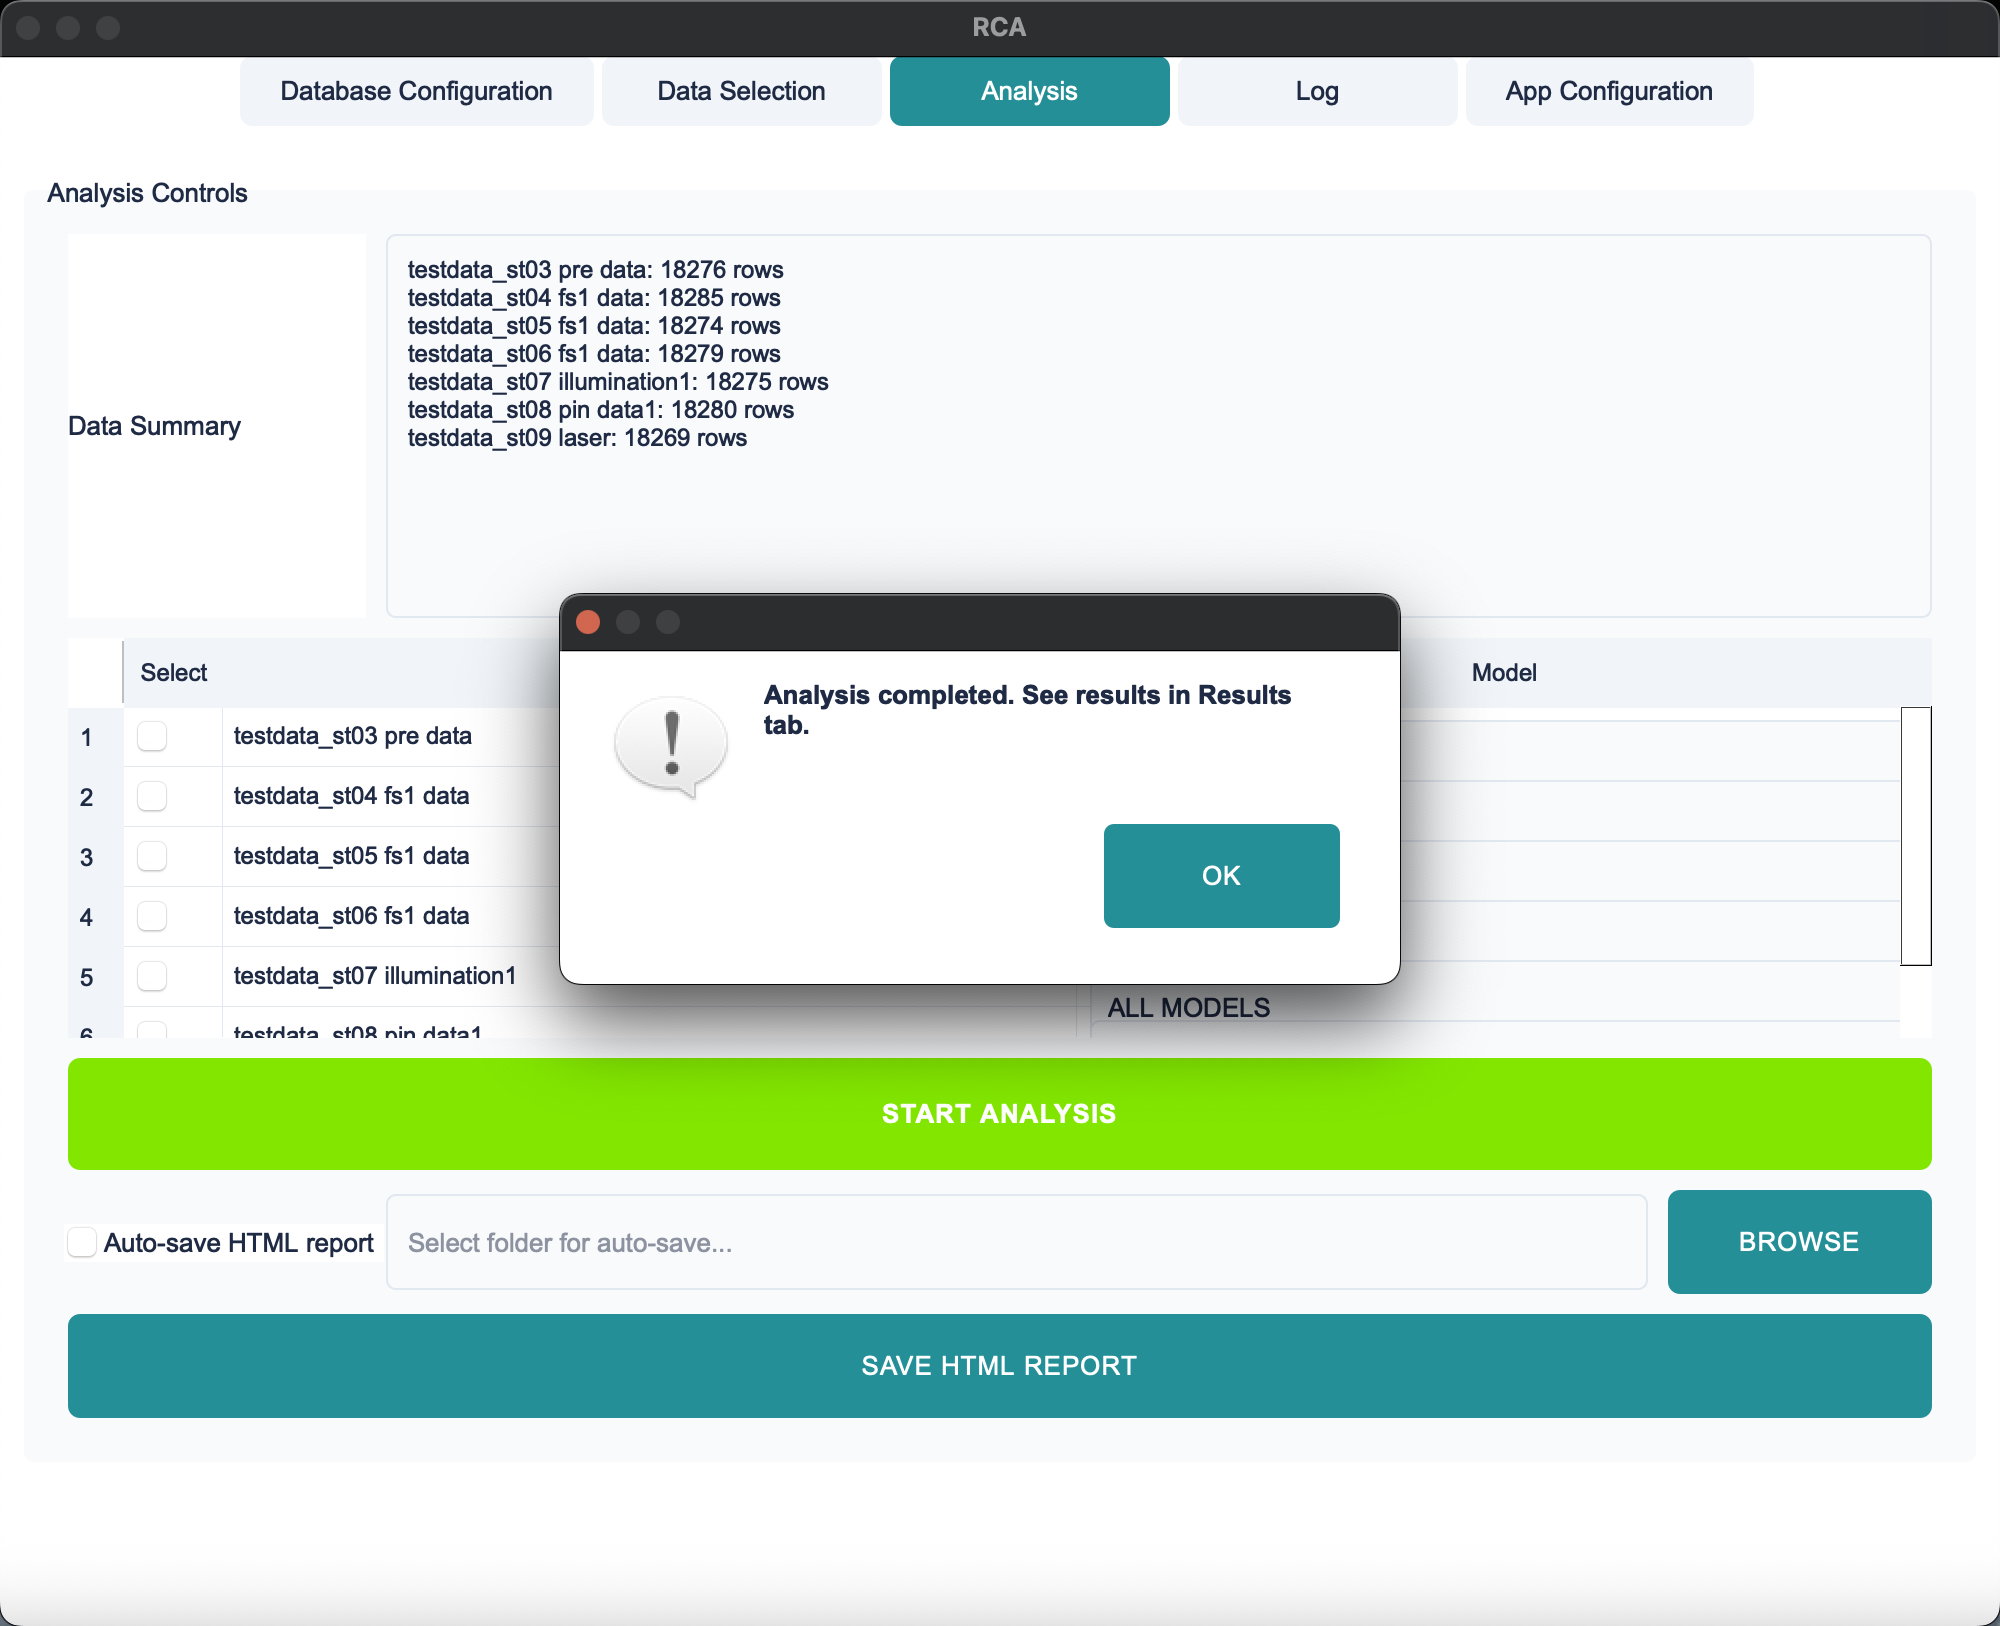 RCA
Database Configuration
Data Selection
Analysis
Log
App Configuration
Analysis Controls
Data Summary
testdata_st03 pre data: 18276 rows
testdata_st04 fs1 data: 18285 rows
testdata_st05 fs1 data: 18274 rows
testdata_st06 fs1 data: 18279 rows
testdata_st07 illumination1: 18275 rows
testdata_st08 pin data1: 18280 rows
testdata_st09 laser: 18269 rows
Select
Model
1 testdata_st03 pre data
2 testdata_st04 fs1 data
3 testdata_st05 fs1 data
4 testdata_st06 fs1 data
5 testdata_st07 illumination1
6 testdata_st08 pin data1
ALL MODELS
Analysis completed. See results in Results
tab.
OK
START ANALYSIS
Auto-save HTML report
Select folder for auto-save...
BROWSE
SAVE HTML REPORT